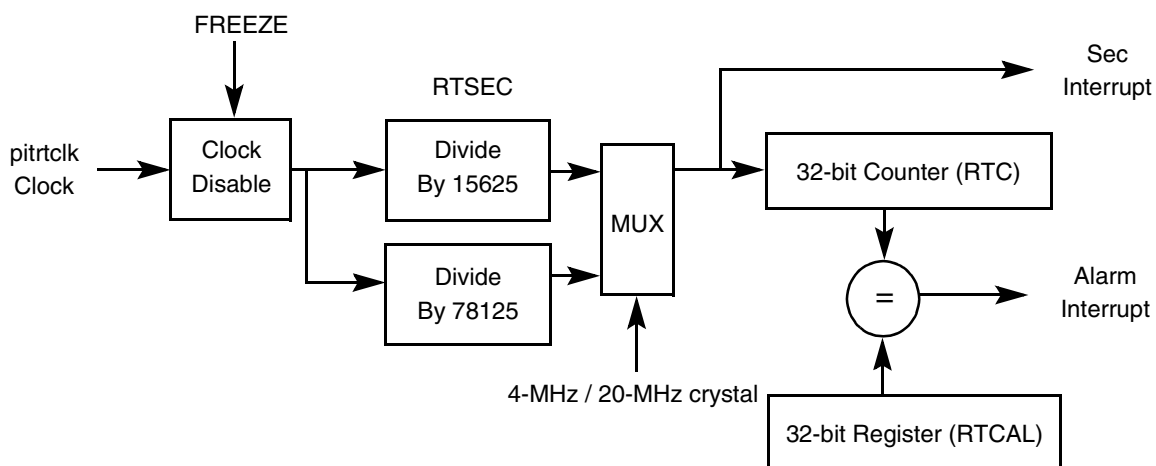 FREEZE
RTSEC
Sec
Interrupt
pitrtclk
Clock
Clock
Disable
Divide
By 15625
MUX
32-bit Counter (RTC)
Divide
By 78125
=
Alarm
Interrupt
4-MHz / 20-MHz crystal
32-bit Register (RTCAL)